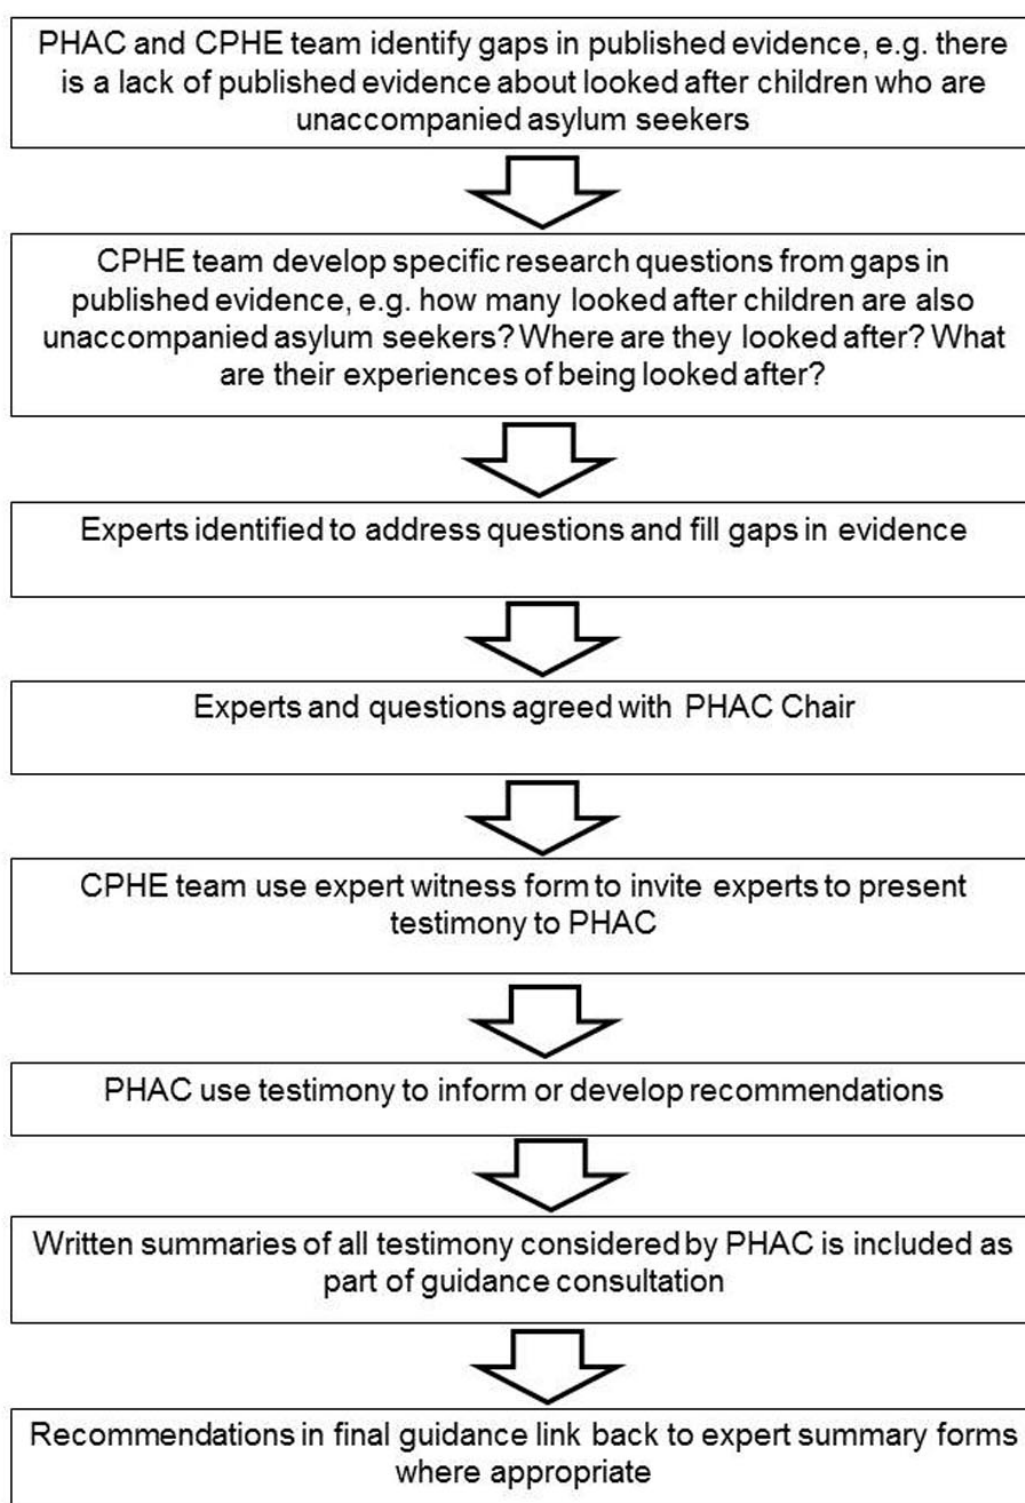 PHAC and CPHE team identify gaps in published evidence, e.g. there
is a lack of published evidence about looked after children who are
unaccompanied asylum seekers
CPHE team develop specific research questions from gaps in
published evidence, e.g. how many looked after children are also
unaccompanied asylum seekers? Where are they looked after? What
are their experiences of being looked after?
Experts identified to address questions and fill gaps in evidence
Experts and questions agreed with PHAC Chair
CPHE team use expert witness form to invite experts to present
testimony to PHAC
PHAC use testimony to inform or develop recommendations
Written summaries of all testimony considered by PHAC is included as
part of guidance consultation
Recommendations in final guidance link back to expert summary forms
where appropriate